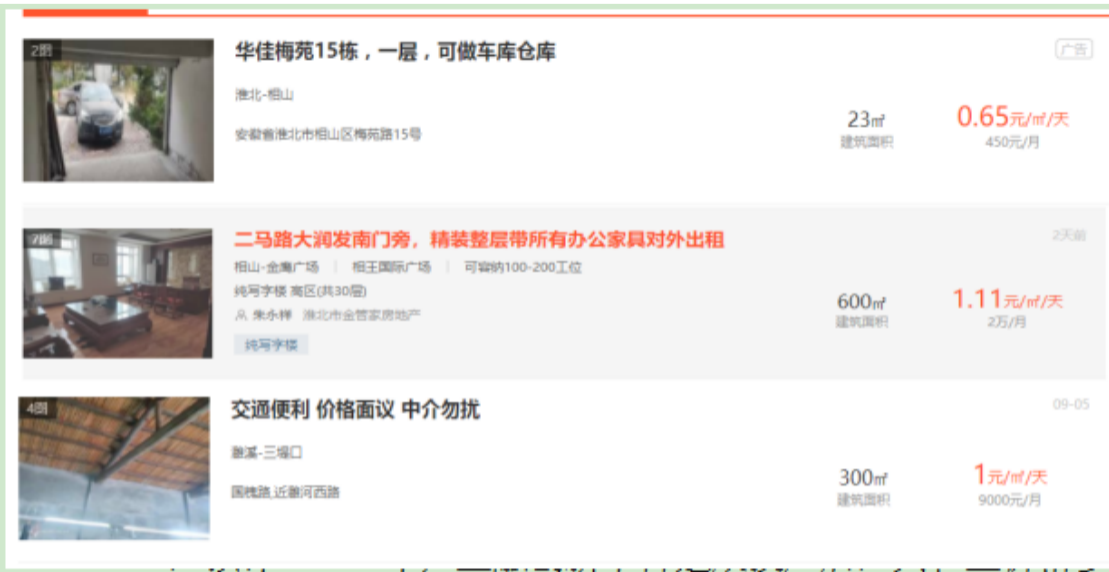 2图
华佳梅苑15栋，一层，可做车库仓库
广告
淮北-相山
安徽省淮北市相山区梅苑路15号
23㎡
建筑面积
0.65元/㎡/天
450元/月
7图
二马路大润发南门旁，精装整层带所有办公家具对外出租
2天前
相山-金鹰广场 | 相王国际广场 | 可容纳100-200工位
纯写字楼 高区(共30层)
朱永祥 淮北市金管家房地产
纯写字楼
600㎡
建筑面积
1.11元/㎡/天
2万/月
4图
交通便利 价格面议 中介勿扰
09-05
濉溪-三堤口
国槐路,近濉河西路
300㎡
建筑面积
1元/㎡/天
9000元/月